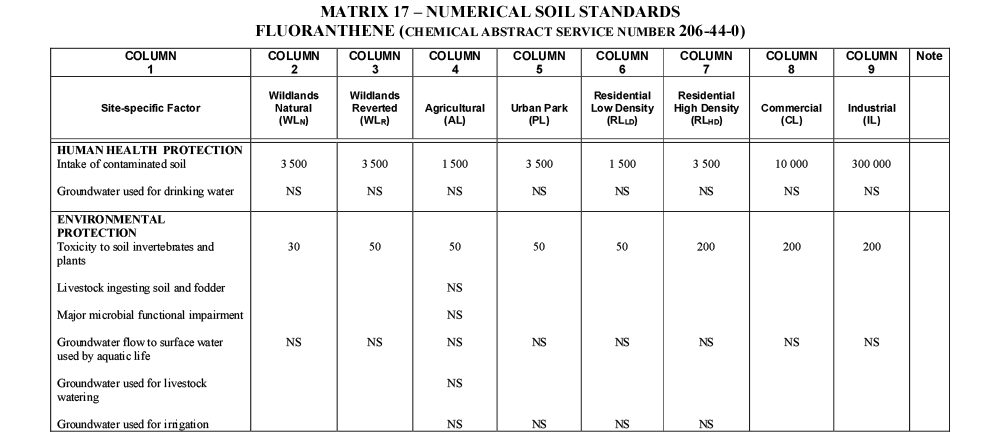 MATRIX 17 – NUMERICAL SOIL STANDARDS
FLUORANTHENE (CHEMICAL ABSTRACT SERVICE NUMBER 206-44-0)
COLUMN 1 COLUMN 2 COLUMN 3 COLUMN 4 COLUMN 5 COLUMN 6 COLUMN 7 COLUMN 8 COLUMN 9 Note
Site-specific Factor Wildlands Natural (WLN) Wildlands Reverted (WLR) Agricultural (AL) Urban Park (PL) Residential Low Density (RLLD) Residential High Density (RLHD) Commercial (CL) Industrial (IL)
HUMAN HEALTH PROTECTION
Intake of contaminated soil 3 500 3 500 1 500 3 500 1 500 3 500 10 000 300 000
Groundwater used for drinking water NS NS NS NS NS NS NS NS
ENVIRONMENTAL
PROTECTION
Toxicity to soil invertebrates and 30 50 50 50 50 200 200 200
plants
Livestock ingesting soil and fodder NS
Major microbial functional impairment NS
Groundwater flow to surface water NS NS NS NS NS NS NS NS
used by aquatic life
Groundwater used for livestock NS
watering
Groundwater used for irrigation NS NS NS NS